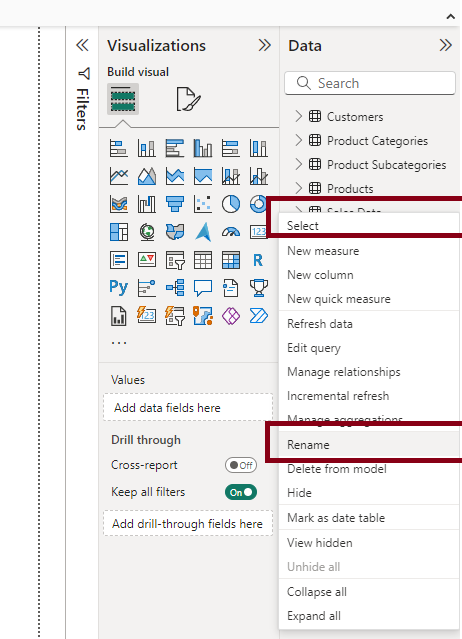 Visualizations
Build visual
Filters
123
R
Py
123
...
Values
Add data fields here
Drill through
Cross-report
Off
Keep all filters
On
Add drill-through fields here
Data
Search
Customers
Product Categories
Product Subcategories
Products
Sales Data
Select
New measure
New column
New quick measure
Refresh data
Edit query
Manage relationships
Incremental refresh
Manage aggregations
Rename
Delete from model
Hide
Mark as date table
View hidden
Unhide all
Collapse all
Expand all